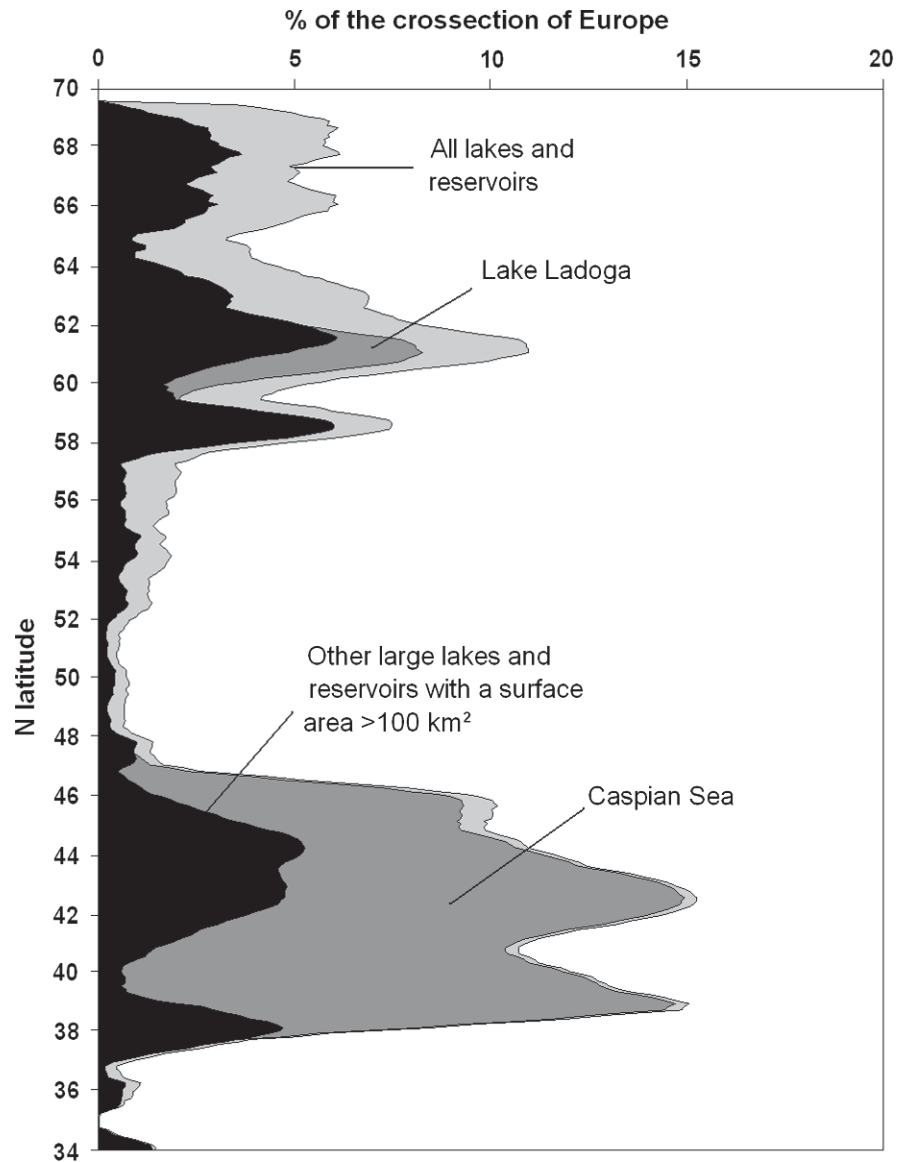 % of the crossection of Europe
0 5 10 15 20
70
68
66
64
62
60
58
56
54
52
50
48
46
44
42
40
38
36
34
N latitude
All lakes and
reservoirs
Lake Ladoga
Other large lakes and
reservoirs with a surface
area >100 km²
Caspian Sea